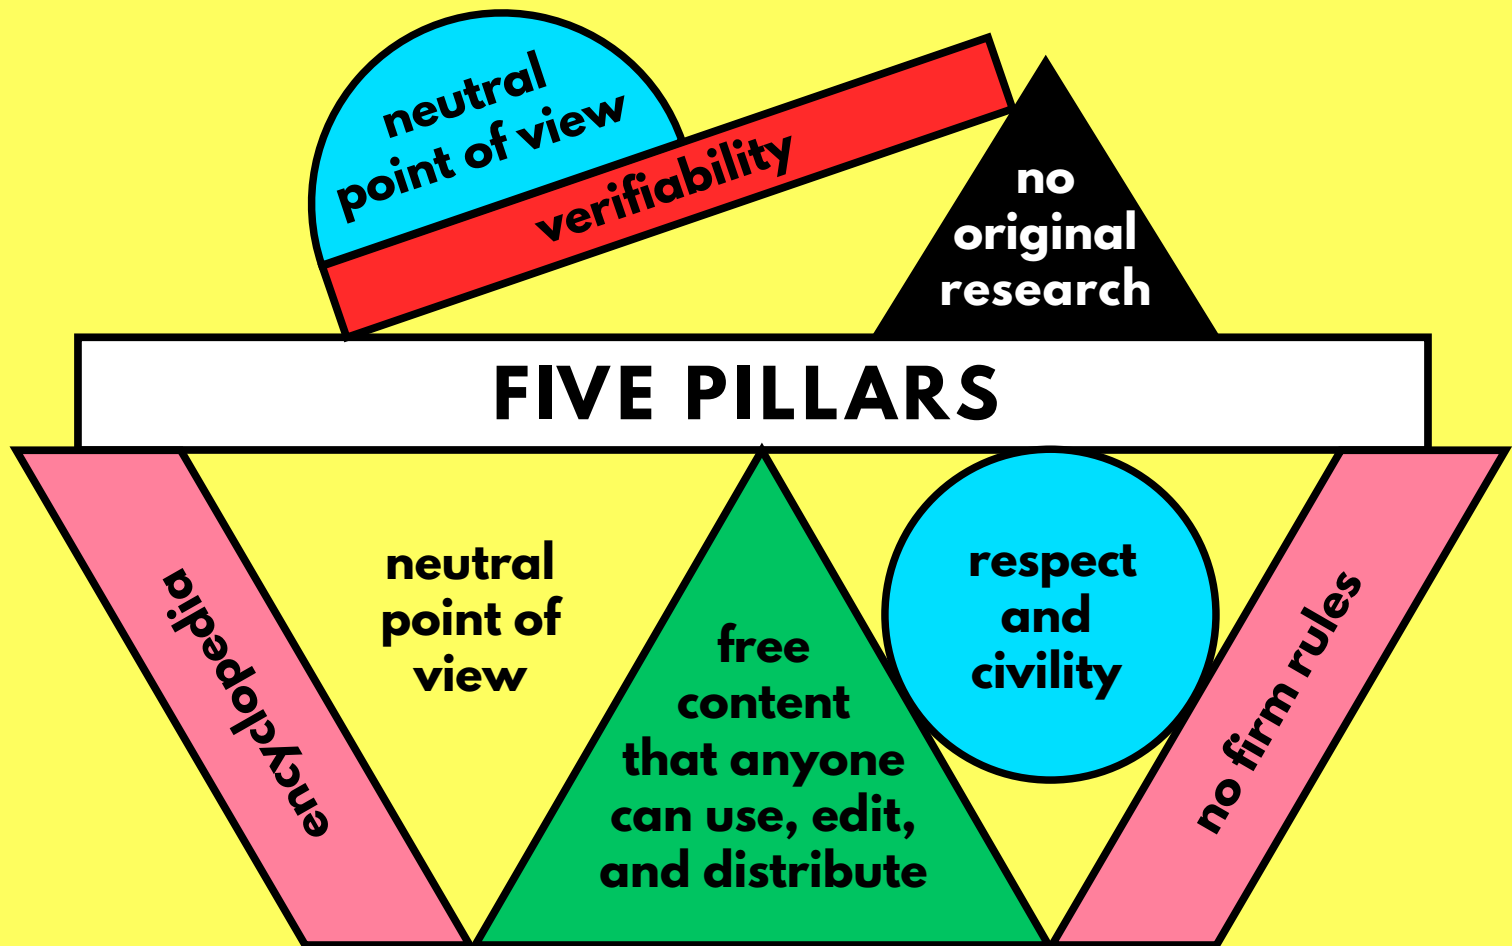 neutral
point of view
verifiability
no
original
research
FIVE PILLARS
encyclopedia
neutral
point of
view
free
content
that anyone
can use, edit,
and distribute
respect
and
civility
no firm rules